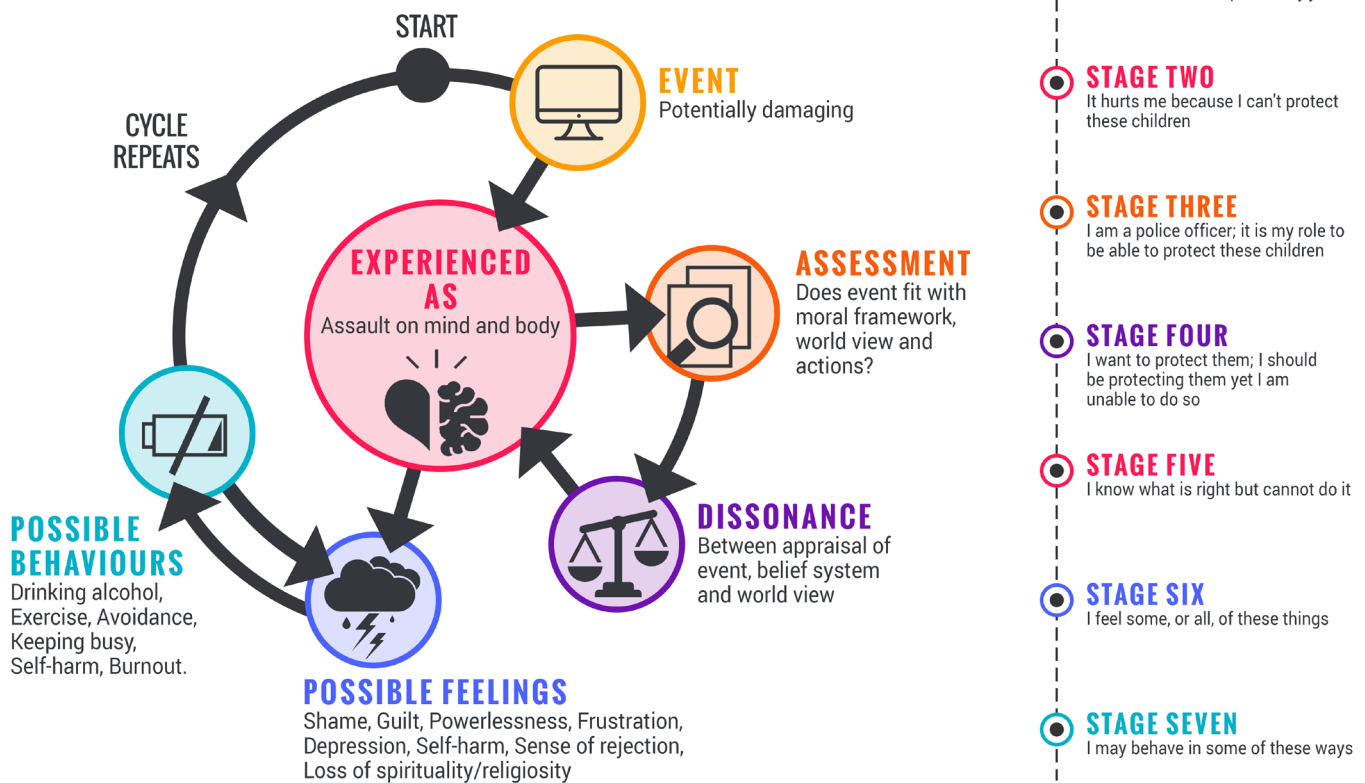 START
EVENT
Potentially damaging
CYCLE
REPEATS
EXPERIENCED
AS
Assault on mind and body
ASSESSMENT
Does event fit with
moral framework,
world view and
actions?
DISSONANCE
Between appraisal of
event, belief system
and world view
POSSIBLE
BEHAVIOURS
Drinking alcohol,
Exercise, Avoidance,
Keeping busy,
Self-harm, Burnout.
POSSIBLE FEELINGS
Shame, Guilt, Powerlessness, Frustration,
Depression, Self-harm, Sense of rejection,
Loss of spirituality/religiosity
STAGE TWO
It hurts me because I can't protect
these children
STAGE THREE
I am a police officer; it is my role to
be able to protect these children
STAGE FOUR
I want to protect them; I should
be protecting them yet I am
unable to do so
STAGE FIVE
I know what is right but cannot do it
STAGE SIX
I feel some, or all, of these things
STAGE SEVEN
I may behave in some of these ways